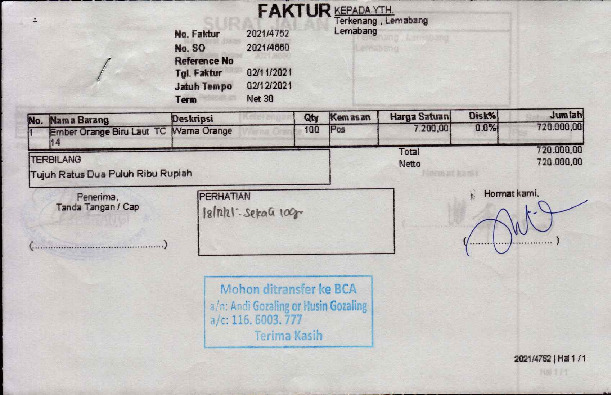 FAKTUR
KEPADA YTH.
Terkenang , Lembang
Lembang
No. Faktur 2021/4752
No. SO 2021/4660
Reference No
Tgl. Faktur 02/11/2021
Jatuh Tempo 02/12/2021
Term Net 30
No. Nama Barang Deskripsi Qty Kemasan Harga Satuan Disk% Jumlah
1 Ember Orange Biru Laut TC Warna Orange 100 Pcs 7.200,00 0.0% 720.000,00
14
Total 720.000,00
Netto 720.000,00
TERBILANG
Tujuh Ratus Dua Puluh Ribu Rupiah
Penerima,
Tanda Tangan / Cap
(..............................)
PERHATIAN
Hormat kami,
(..............................)
Mohon ditransfer ke BCA
a/n: Andi Gozaling or Husin Gozaling
a/c: 116. 6003. 777
Terima Kasih
2021/4752 | Hal 1 /1